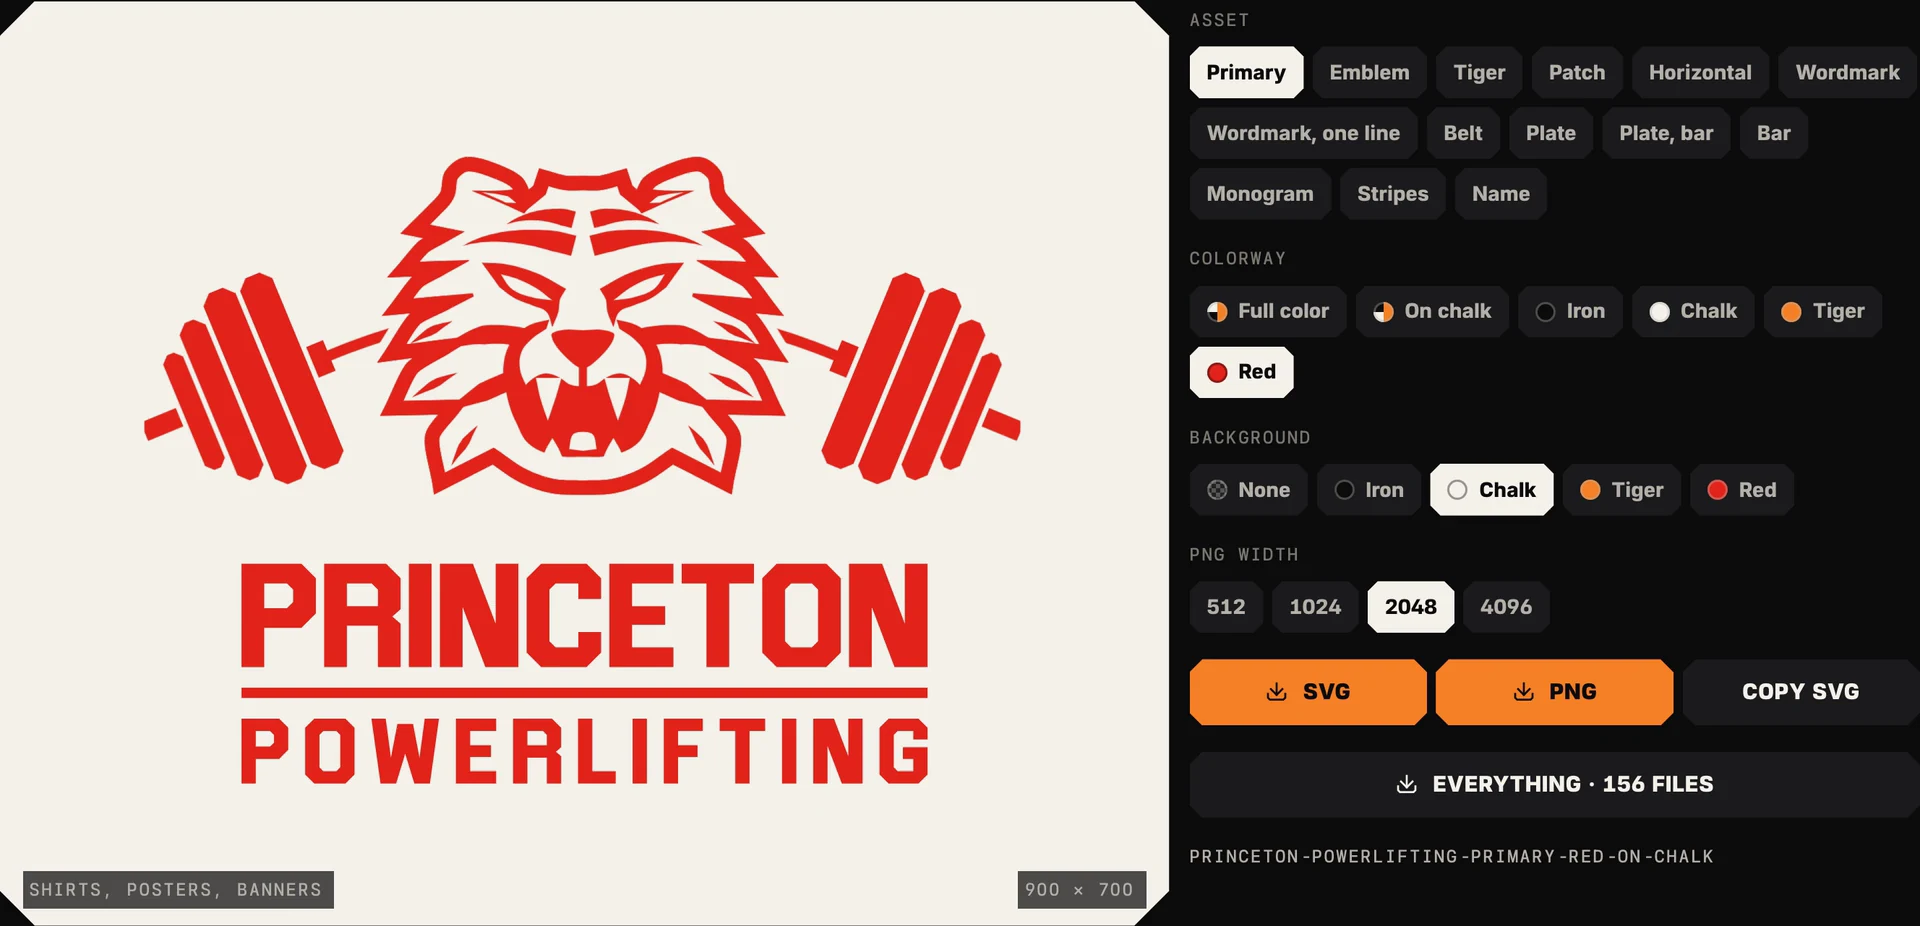 PRINCETON
POWERLIFTING
SHIRTS, POSTERS, BANNERS
900 × 700
ASSET
Primary Emblem Tiger Patch Horizontal Wordmark
Wordmark, one line Belt Plate Plate, bar Bar
Monogram Stripes Name
COLORWAY
Full color On chalk Iron Chalk Tiger
Red
BACKGROUND
None Iron Chalk Tiger Red
PNG WIDTH
512 1024 2048 4096
SVG PNG COPY SVG
EVERYTHING · 156 FILES
PRINCETON-POWERLIFTING-PRIMARY-RED-ON-CHALK